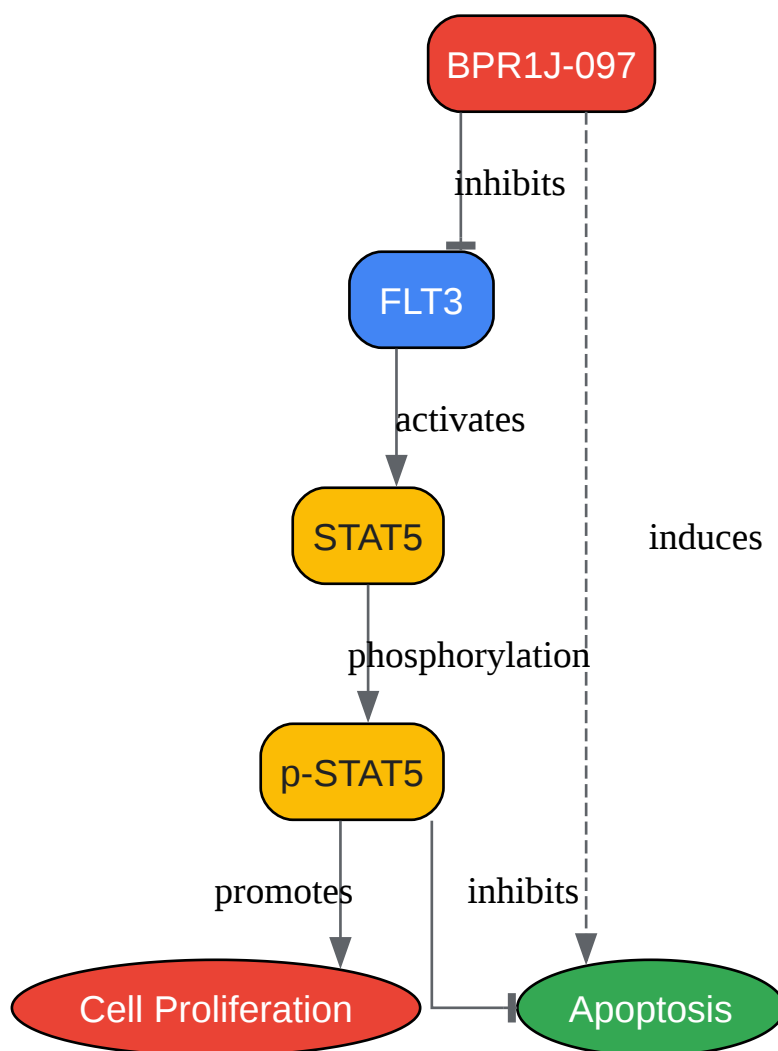 BPR1J-097
inhibits
FLT3
activates
STAT5
induces
phosphorylation
p-STAT5
promotes
inhibits
Cell Proliferation
Apoptosis